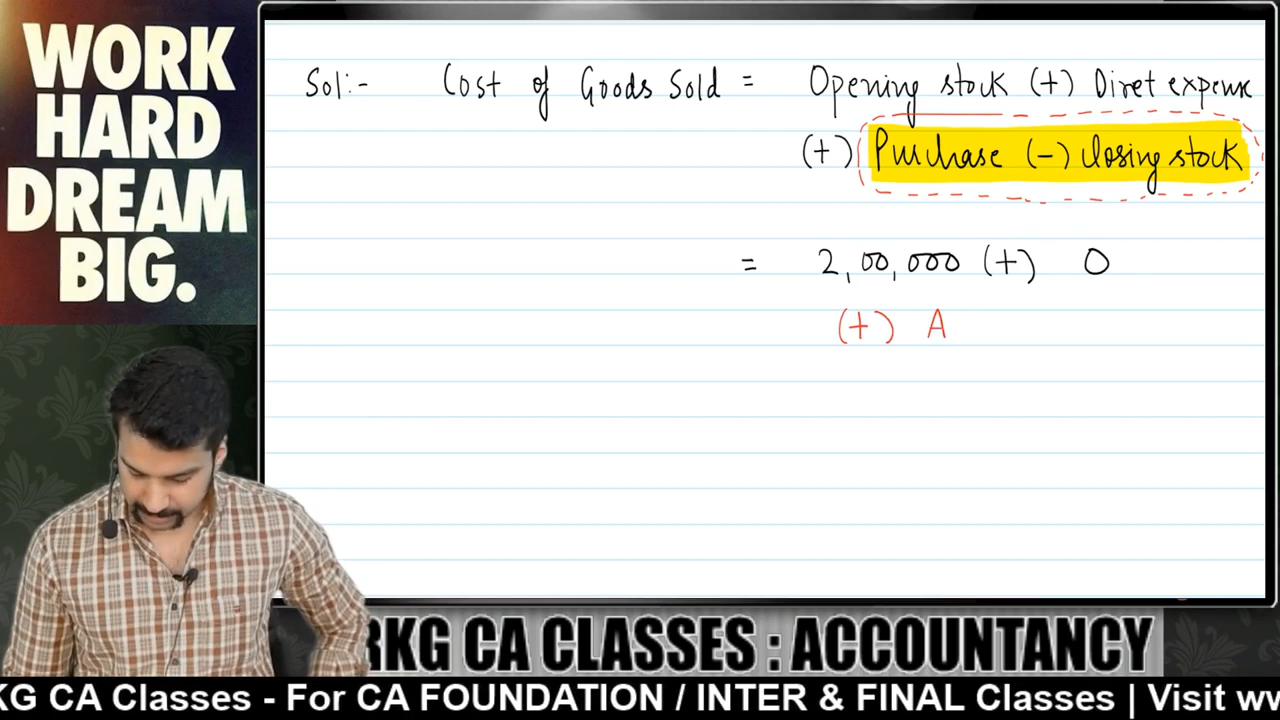 WORK
HARD
DREAM
BIG.
Sol:- Cost of Goods Sold = Opening stock (+) Diret expense
(+) Purchase (-) closing stock
= 2,00,000 (+) 0
(+) A
RKG CA CLASSES : ACCOUNTANCY
KG CA Classes - For CA FOUNDATION / INTER & FINAL Classes | Visit ww